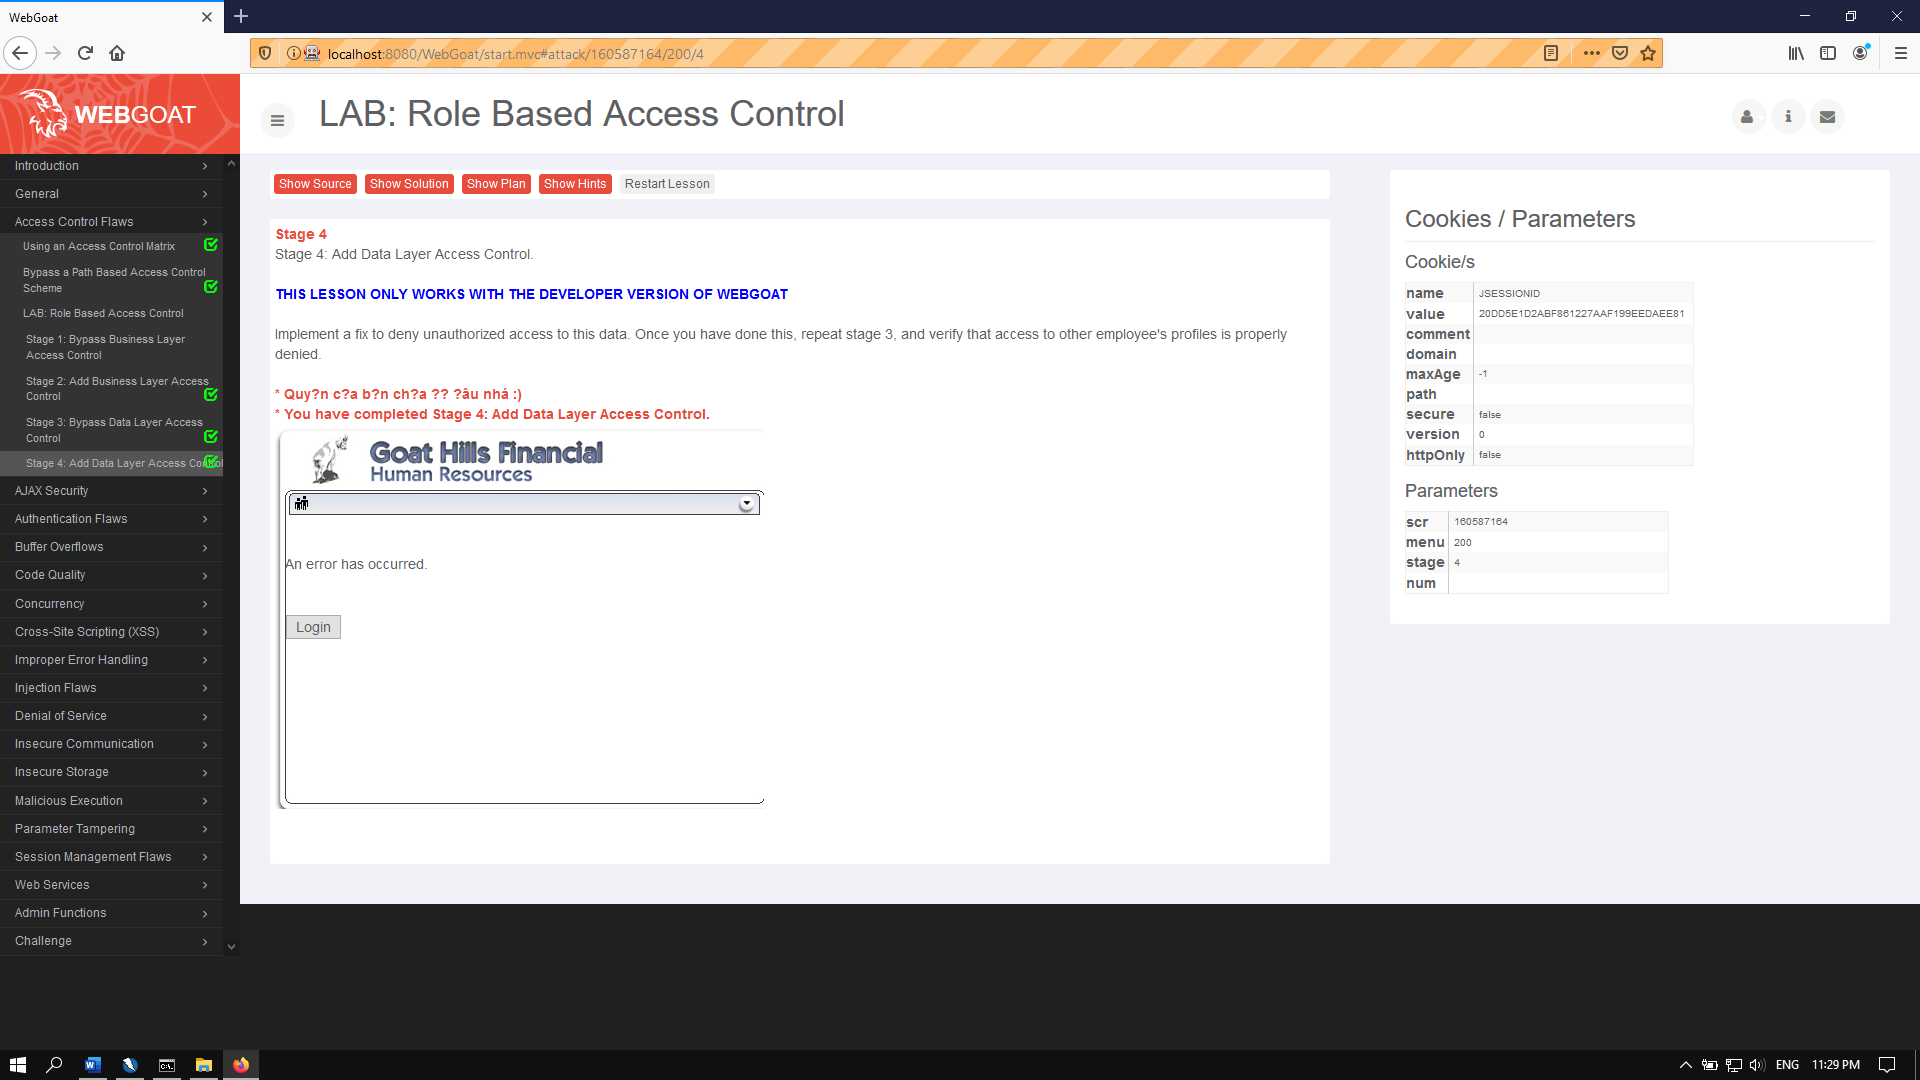 WebGoat
localhost:8080/WebGoat/start.mvc#attack/160587164/200/4
WEBGOAT
LAB: Role Based Access Control
Introduction
General
Access Control Flaws
Using an Access Control Matrix
Bypass a Path Based Access Control
Scheme
LAB: Role Based Access Control
Stage 1: Bypass Business Layer
Access Control
Stage 2: Add Business Layer Access
Control
Stage 3: Bypass Data Layer Access
Control
Stage 4: Add Data Layer Access Control
AJAX Security
Authentication Flaws
Buffer Overflows
Code Quality
Concurrency
Cross-Site Scripting (XSS)
Improper Error Handling
Injection Flaws
Denial of Service
Insecure Communication
Insecure Storage
Malicious Execution
Parameter Tampering
Session Management Flaws
Web Services
Admin Functions
Challenge
Show Source Show Solution Show Plan Show Hints Restart Lesson
Stage 4
Stage 4: Add Data Layer Access Control.
THIS LESSON ONLY WORKS WITH THE DEVELOPER VERSION OF WEBGOAT
Implement a fix to deny unauthorized access to this data. Once you have done this, repeat stage 3, and verify that access to other employee's profiles is properly
denied.
* Quy?n c?a b?n ch?a ?? ?âu nhá :)
* You have completed Stage 4: Add Data Layer Access Control.
Goat Hills Financial
Human Resources
An error has occurred.
Login
Cookies / Parameters
Cookie/s
name JSESSIONID
value 20DD5E1D2ABF861227AAF199EEDAEE81
comment
domain
maxAge -1
path
secure false
version 0
httpOnly false
Parameters
scr 160587164
menu 200
stage 4
num
ENG 11:29 PM